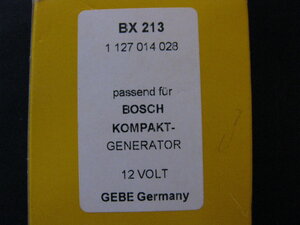 BX 213
1 127 014 028
passend für
BOSCH
KOMPAKT-
GENERATOR
12 VOLT
GEBE Germany